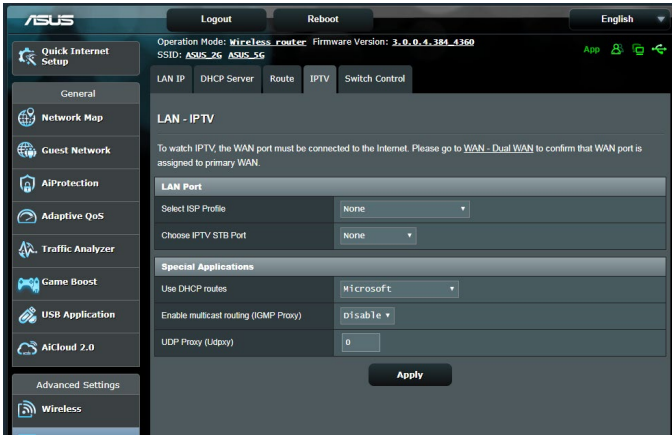 ASUS
Logout
Reboot
English
Quick Internet
Setup
General
Network Map
Guest Network
AiProtection
Adaptive QoS
Traffic Analyzer
Game Boost
USB Application
AiCloud 2.0
Advanced Settings
Wireless
Operation Mode: Wireless router Firmware Version: 3.0.0.4.384_4360
SSID: ASUS_2G ASUS_5G
App
LAN IP DHCP Server Route IPTV Switch Control
LAN - IPTV
To watch IPTV, the WAN port must be connected to the Internet. Please go to WAN - Dual WAN to confirm that WAN port is
assigned to primary WAN.
LAN Port
Select ISP Profile None
Choose IPTV STB Port None
Special Applications
Use DHCP routes Microsoft
Enable multicast routing (IGMP Proxy) Disable
UDP Proxy (Udpxy) 0
Apply